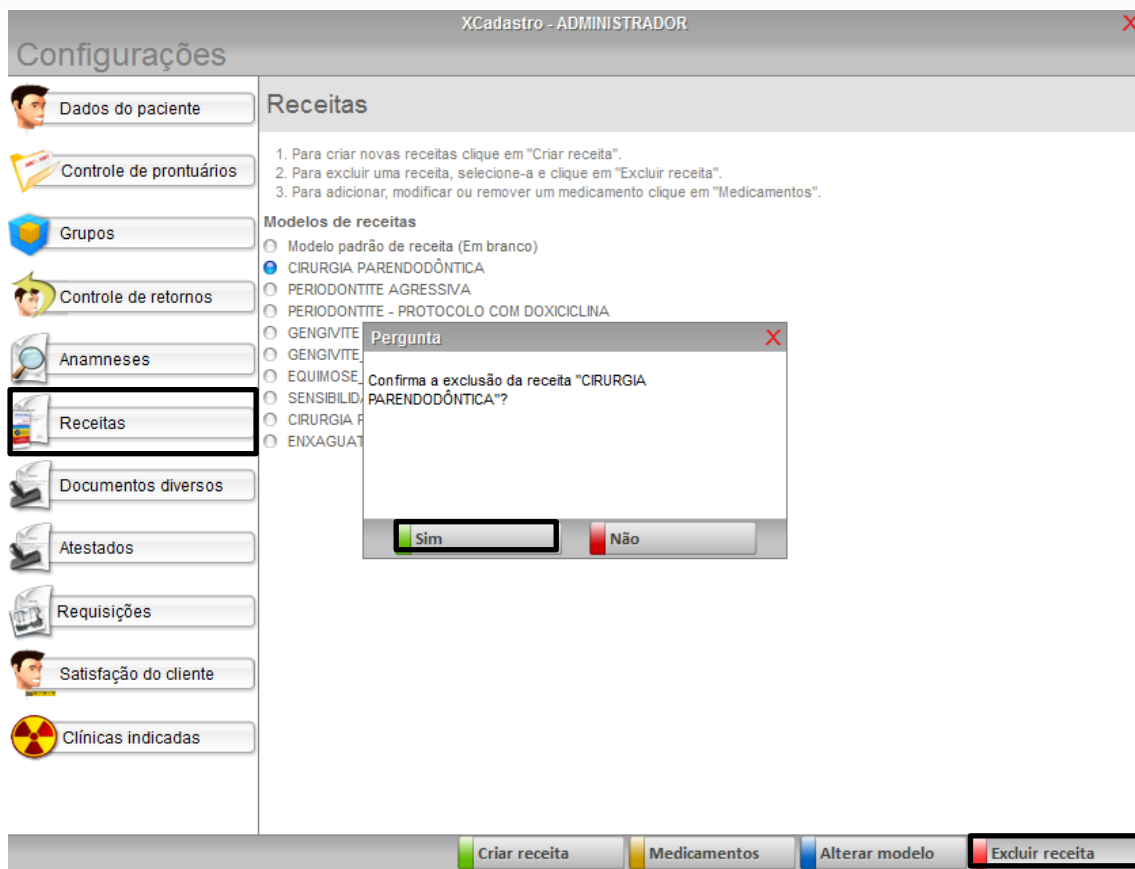 XCadastro - ADMINISTRADOR
X
Configurações
Dados do paciente
Controle de prontuários
Grupos
Controle de retornos
Anamneses
Receitas
Documentos diversos
Atestados
Requisições
Satisfação do cliente
Clínicas indicadas
Receitas
1. Para criar novas receitas clique em "Criar receita".
2. Para excluir uma receita, selecione-a e clique em "Excluir receita".
3. Para adicionar, modificar ou remover um medicamento clique em "Medicamentos".
Modelos de receitas
Modelo padrão de receita (Em branco)
CIRURGIA PARENDODÔNTICA
PERIODONTITE AGRESSIVA
PERIODONTITE - PROTOCOLO COM DOXICICLINA
GENGIVITE
GENGIVITE_
EQUIMOSE_
SENSIBILID
CIRURGIA
ENXAGUAT
Pergunta X
Confirma a exclusão da receita "CIRURGIA
PARENDODÔNTICA"?
Sim Não
Criar receita Medicamentos Alterar modelo Excluir receita